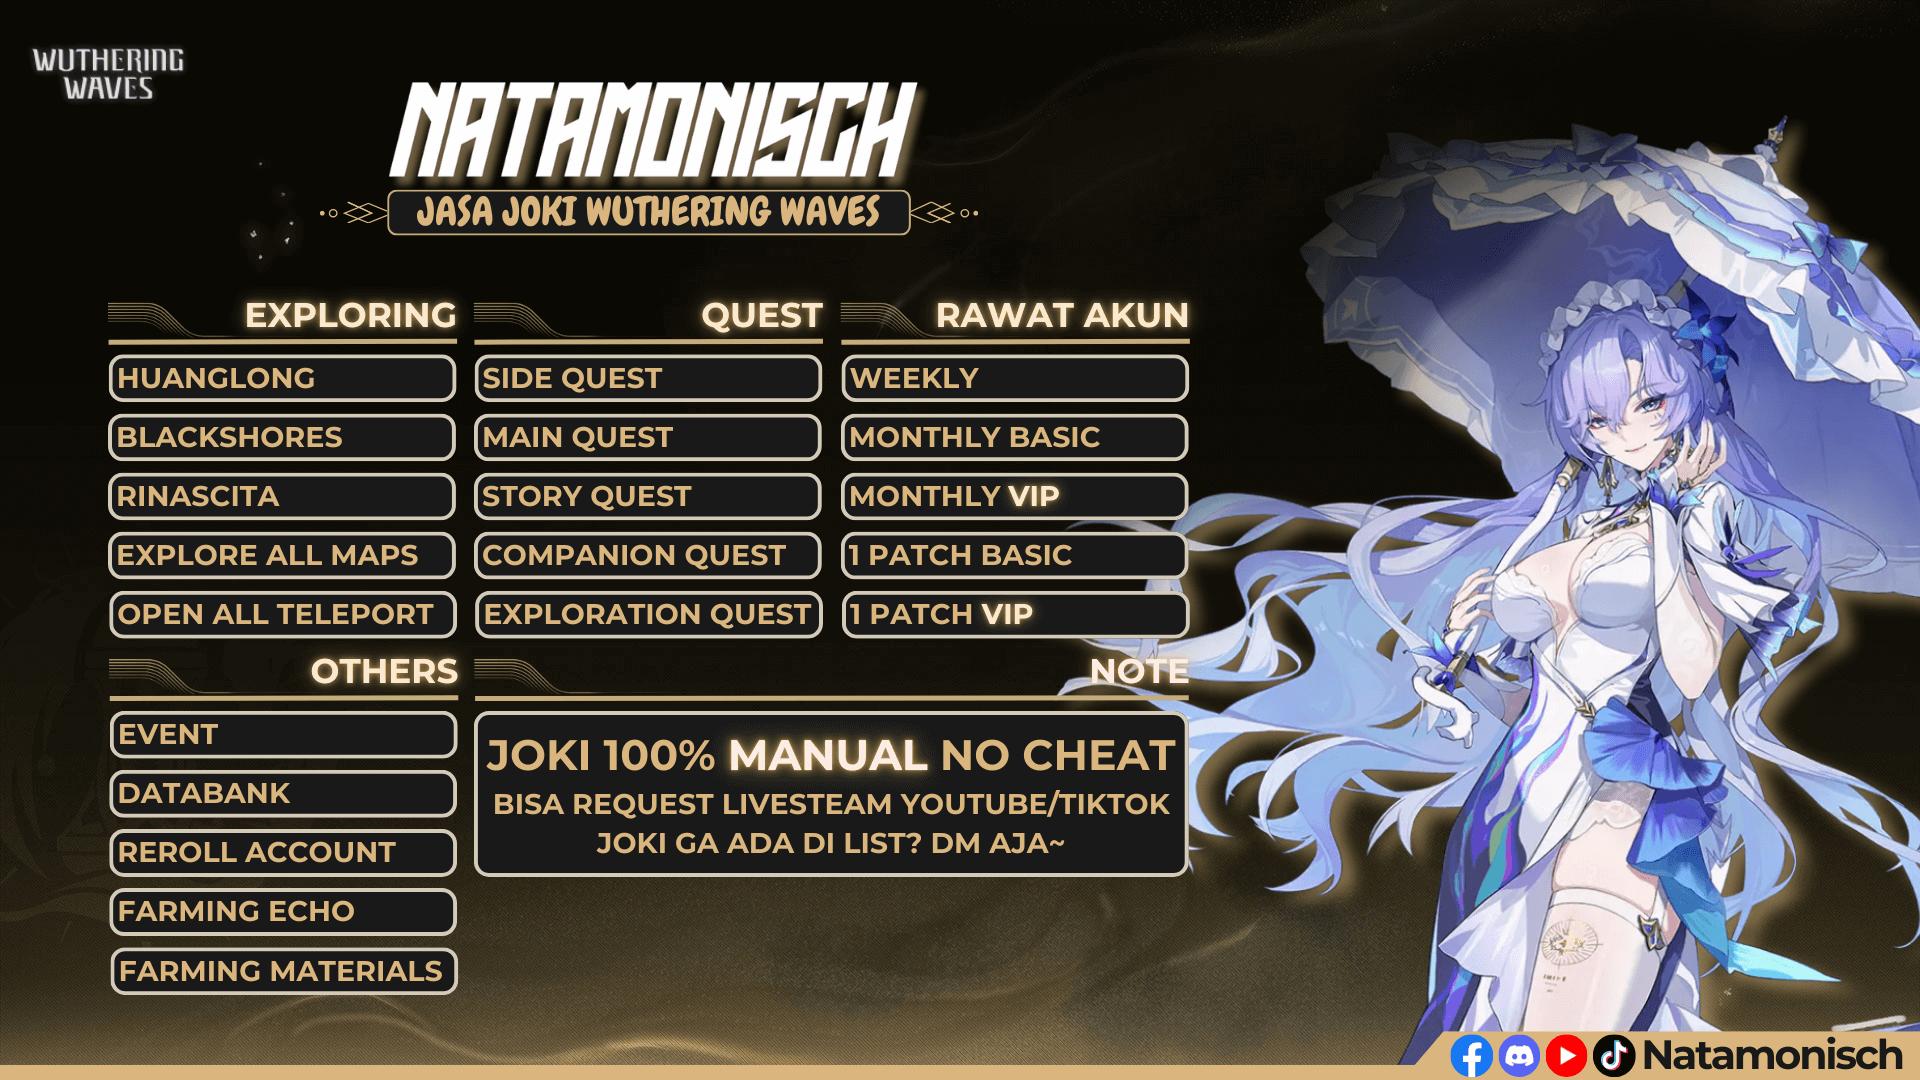 WUTHERING
WAVES
NATAMONISCH
JASA JOKI WUTHERING WAVES
EXPLORING
HUANGLONG
BLACKSHORES
RINASCITA
EXPLORE ALL MAPS
OPEN ALL TELEPORT
QUEST
SIDE QUEST
MAIN QUEST
STORY QUEST
COMPANION QUEST
EXPLORATION QUEST
RAWAT AKUN
WEEKLY
MONTHLY BASIC
MONTHLY VIP
1 PATCH BASIC
1 PATCH VIP
OTHERS
EVENT
DATABANK
REROLL ACCOUNT
FARMING ECHO
FARMING MATERIALS
NOTE
JOKI 100% MANUAL NO CHEAT
BISA REQUEST LIVESTEAM YOUTUBE/TIKTOK
JOKI GA ADA DI LIST? DM AJA~
Natamonisch